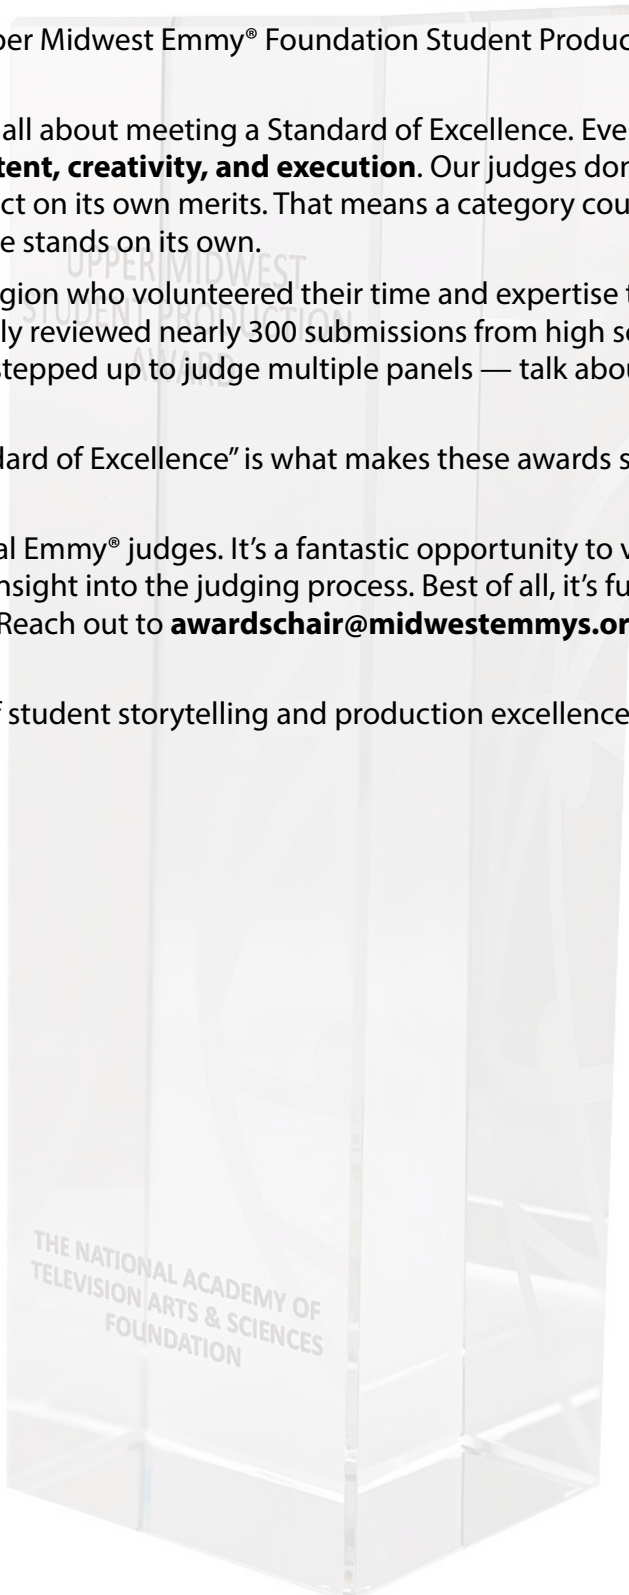 per Midwest Emmy® Foundation Student Produc
all about meeting a Standard of Excellence. Eve
tent, creativity, and execution. Our judges don
ct on its own merits. That means a category cou
e stands on its own.
UPPER MIDWEST
gion who volunteered their time and expertise t
STUDENT PRODUCTION
ly reviewed nearly 300 submissions from high s
AWARD
stepped up to judge multiple panels — talk abou
dard of Excellence” is what makes these awards s
al Emmy® judges. It’s a fantastic opportunity to v
nsight into the judging process. Best of all, it’s fu
Reach out to awardschair@midwestemmys.or
f student storytelling and production excellence
THE NATIONAL ACADEMY OF
TELEVISION ARTS & SCIENCES
FOUNDATION